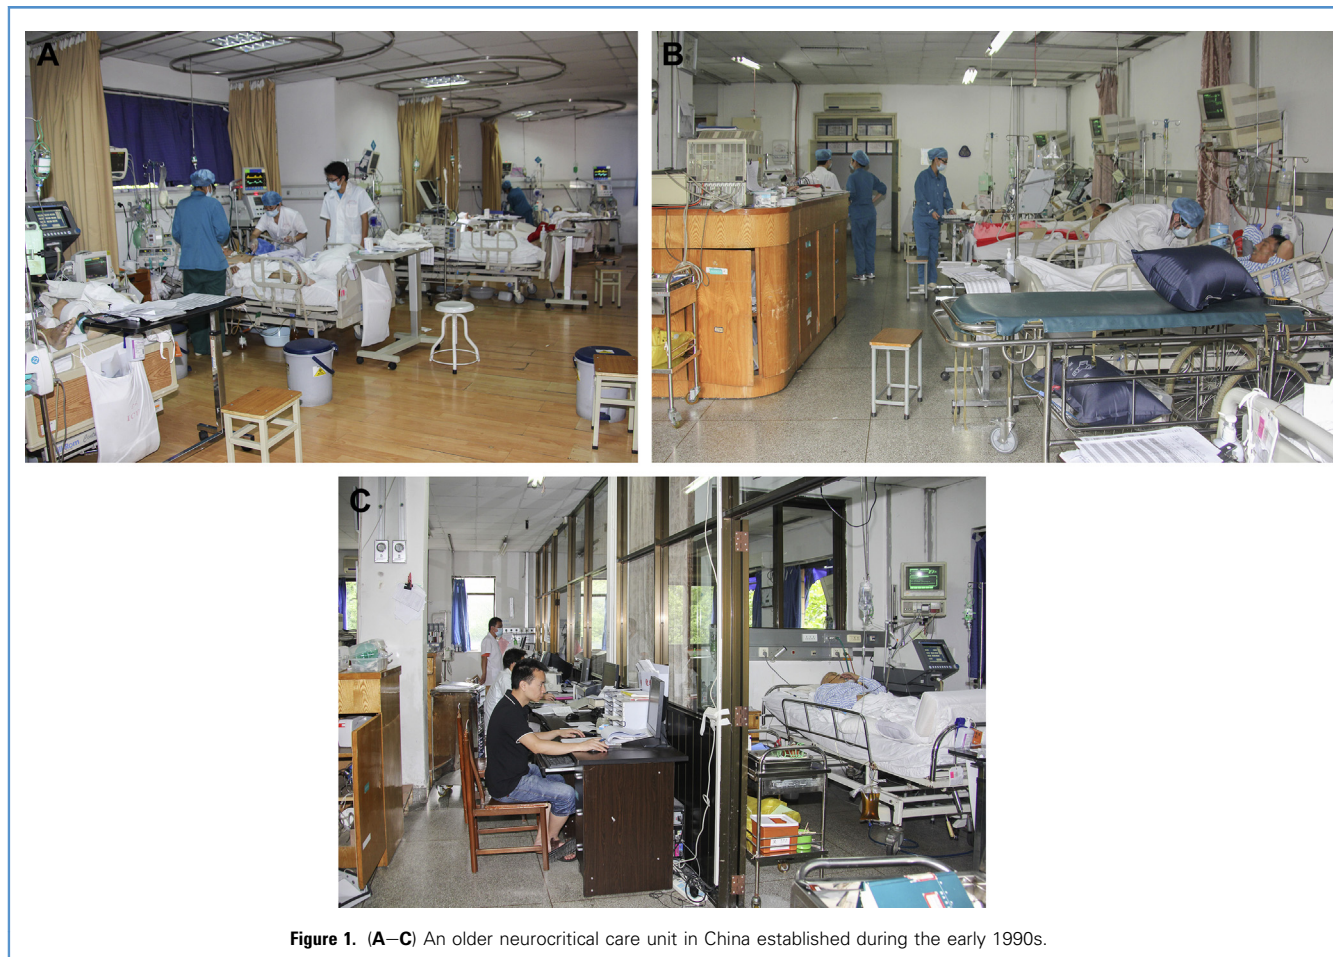 A
B
C
Figure 1. (A–C) An older neurocritical care unit in China established during the early 1990s.